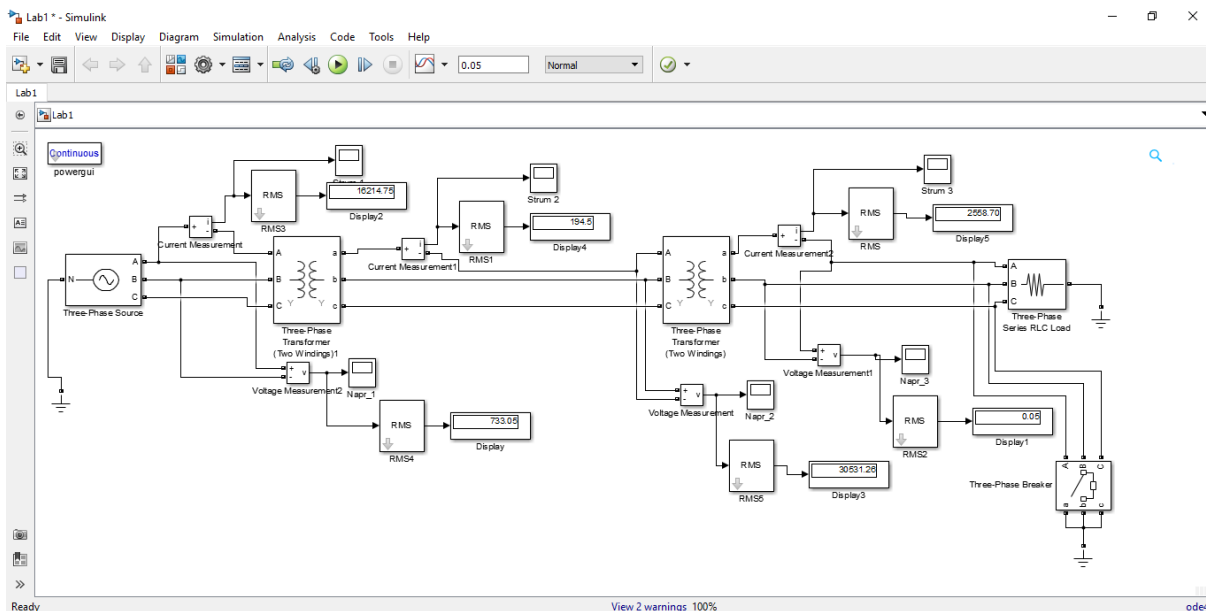 Lab1 * - Simulink
File Edit View Display Diagram Simulation Analysis Code Tools Help
0.05
Normal
Lab1
Lab1
Continuous
powergui
RMS
RMS3
16214.75
Display2
Strum 2
RMS
RMS1
194.5
Display4
Strum 3
RMS
RMS
2558.70
Display5
+ - i
Current Measurement
+ - i
Current Measurement1
+ - i
Current Measurement2
N A B C
Three-Phase Source
A B C a b c Y Y
Three-Phase
Transformer
(Two Windings)1
A B C a b c Y Y
Three-Phase
Transformer
(Two Windings)
A B C
Three-Phase
Series RLC Load
+ - v
Voltage Measurement2
Napr_1
RMS
RMS4
733.05
Display
+ - v
Voltage Measurement
Napr_2
RMS
RMS5
30531.26
Display3
+ - v
Voltage Measurement1
Napr_3
RMS
RMS2
0.05
Display1
A B C
a b c
Three-Phase Breaker
Ready
View 2 warnings 100%